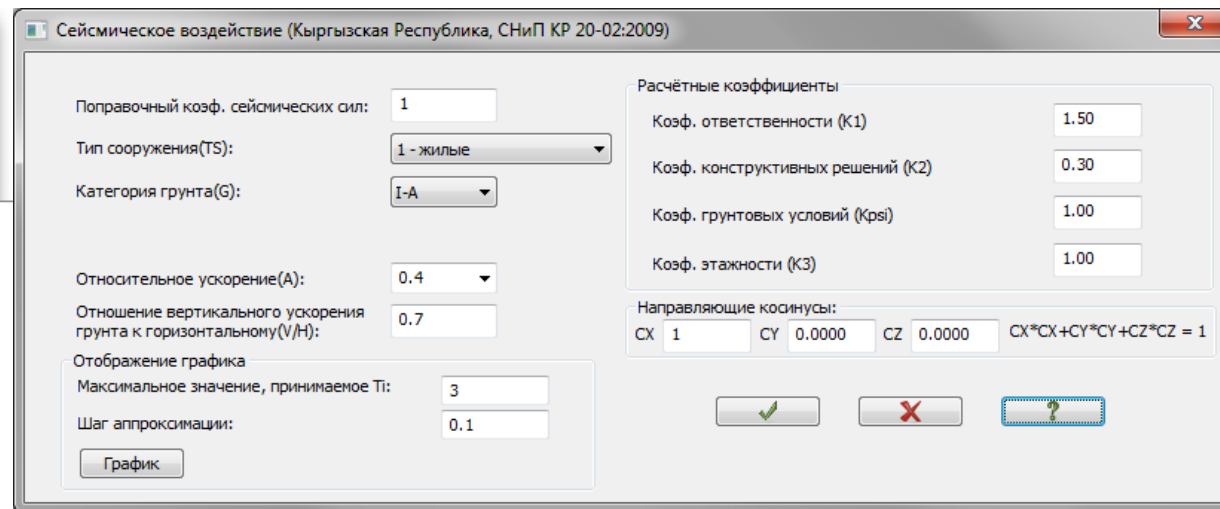 Сейсмическое воздействие (Кыргызская Республика, СНиП КР 20-02:2009)
Поправочный коэф. сейсмических сил: 1
Тип сооружения(TS): 1 - жилые
Категория грунта(G): I-A
Относительное ускорение(A): 0.4
Отношение вертикального ускорения
грунта к горизонтальному(V/H): 0.7
Отображение графика
Максимальное значение, принимаемое Ti: 3
Шаг аппроксимации: 0.1
График
Расчётные коэффициенты
Коэф. ответственности (K1) 1.50
Коэф. конструктивных решений (K2) 0.30
Коэф. грунтовых условий (Kpsi) 1.00
Коэф. этажности (K3) 1.00
Направляющие косинусы:
CX 1 CY 0.0000 CZ 0.0000 CX*CX+CY*CY+CZ*CZ = 1
?